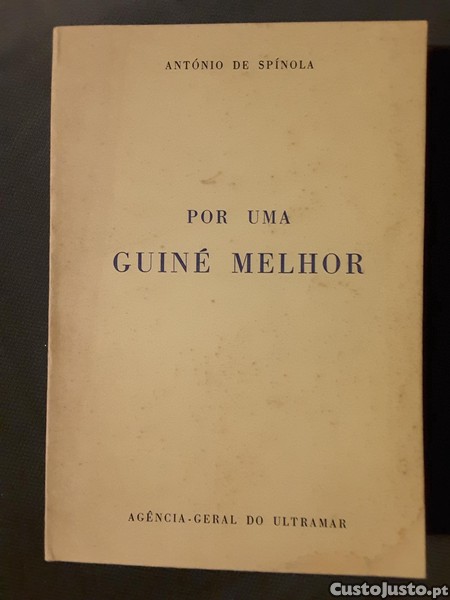 ANTÓNIO DE SPÍNOLA
POR UMA
GUINÉ MELHOR
AGÊNCIA-GERAL DO ULTRAMAR
CustoJusto.pt